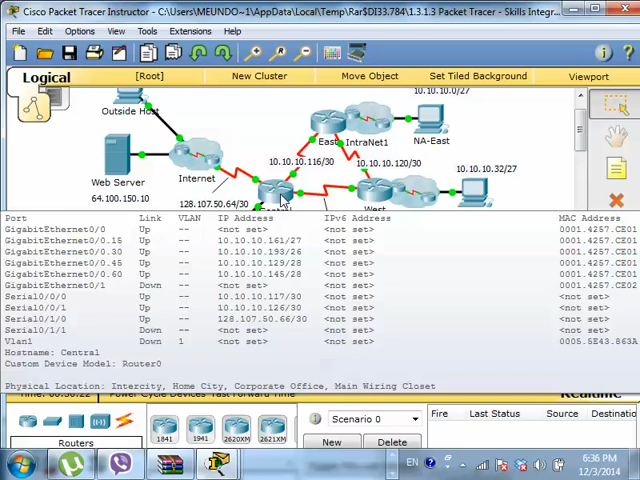 Cisco Packet Tracer Instructor - C:\Users\MEUNDO~1\AppData\Local\Temp\Rar$DI33.784\1.3.1.3 Packet Tracer - Skills Integr...
File Edit Options View Tools Extensions Help
Logical [Root] New Cluster Move Object Set Tiled Background Viewport
Outside Host
10.10.10.0/27
East
IntraNet1
NA-East
10.10.10.116/30
10.10.10.120/30
10.10.10.32/27
Web Server
Internet
64.100.150.10
128.107.50.64/30
West
Port Link VLAN IP Address IPv6 Address MAC Address
GigabitEthernet0/0 Up -- <not set> <not set> 0001.4257.CE01
GigabitEthernet0/0.15 Up -- 10.10.10.161/27 <not set> 0001.4257.CE01
GigabitEthernet0/0.30 Up -- 10.10.10.193/26 <not set> 0001.4257.CE01
GigabitEthernet0/0.45 Up -- 10.10.10.129/28 <not set> 0001.4257.CE01
GigabitEthernet0/0.60 Up -- 10.10.10.145/28 <not set> 0001.4257.CE01
GigabitEthernet0/1 Down -- <not set> <not set> 0001.4257.CE02
Serial0/0/0 Up -- 10.10.10.117/30 <not set> <not set>
Serial0/0/1 Up -- 10.10.10.126/30 <not set> <not set>
Serial0/1/0 Up -- 128.107.50.66/30 <not set> <not set>
Serial0/1/1 Down -- <not set> <not set> <not set>
Vlan1 Down 1 <not set> <not set> 0005.5E43.863A
Hostname: Central
Custom Device Model: Router0
Physical Location: Intercity, Home City, Corporate Office, Main Wiring Closet
Power Cycle Devices Fast Forward Time
Realtime
Scenario 0
Fire Last Status Source Destinatio
1841 1941 2620XM 2621XM
New Delete
Routers
EN
6:36 PM
12/3/2014